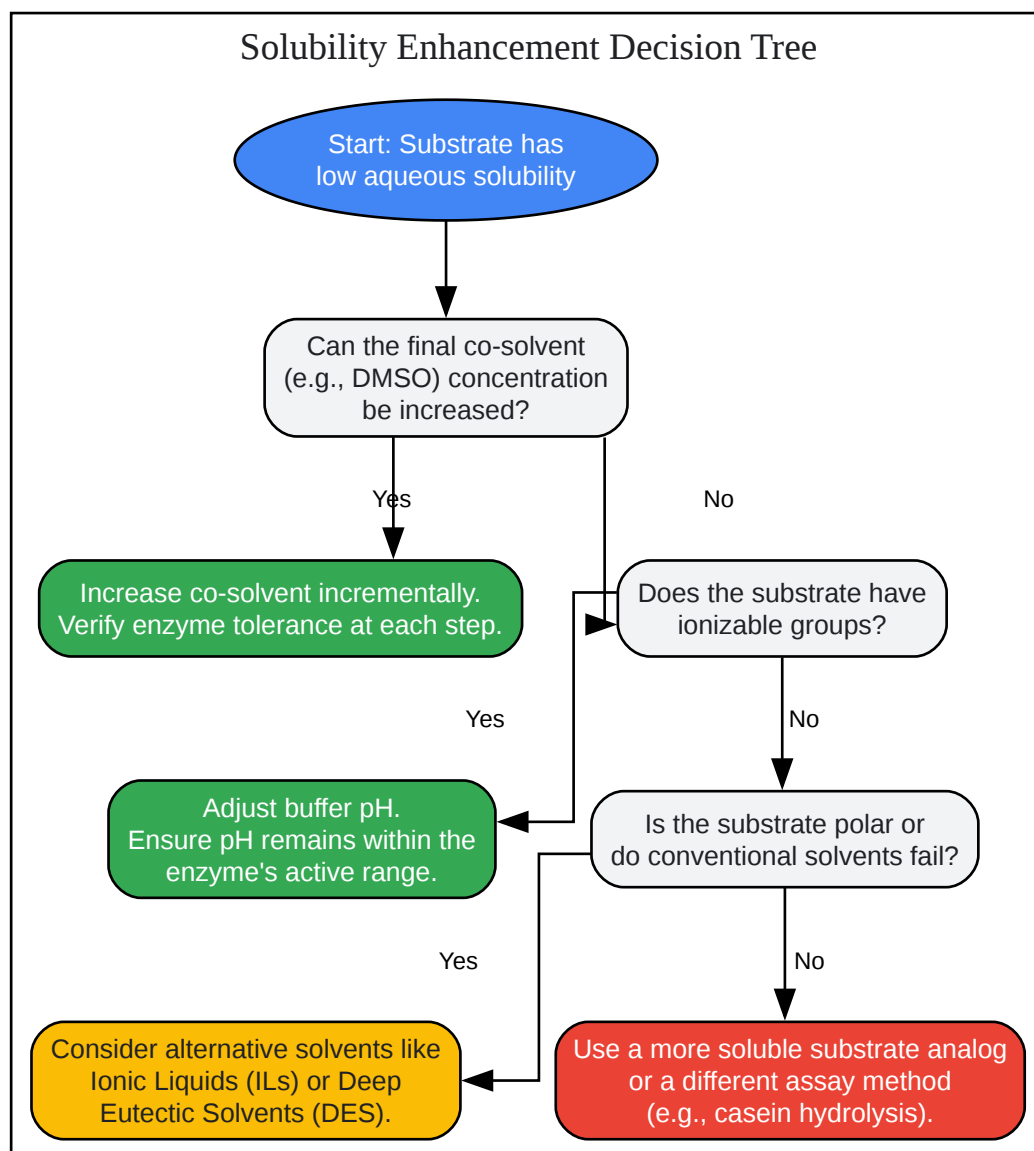 Solubility Enhancement Decision Tree
Start: Substrate has
low aqueous solubility
Can the final co-solvent
(e.g., DMSO) concentration
be increased?
Yes
No
Increase co-solvent incrementally.
Verify enzyme tolerance at each step.
Does the substrate have
ionizable groups?
Yes
No
Adjust buffer pH.
Ensure pH remains within the
enzyme's active range.
Is the substrate polar or
do conventional solvents fail?
Yes
No
Consider alternative solvents like
Ionic Liquids (ILs) or Deep
Eutectic Solvents (DES).
Use a more soluble substrate analog
or a different assay method
(e.g., casein hydrolysis).